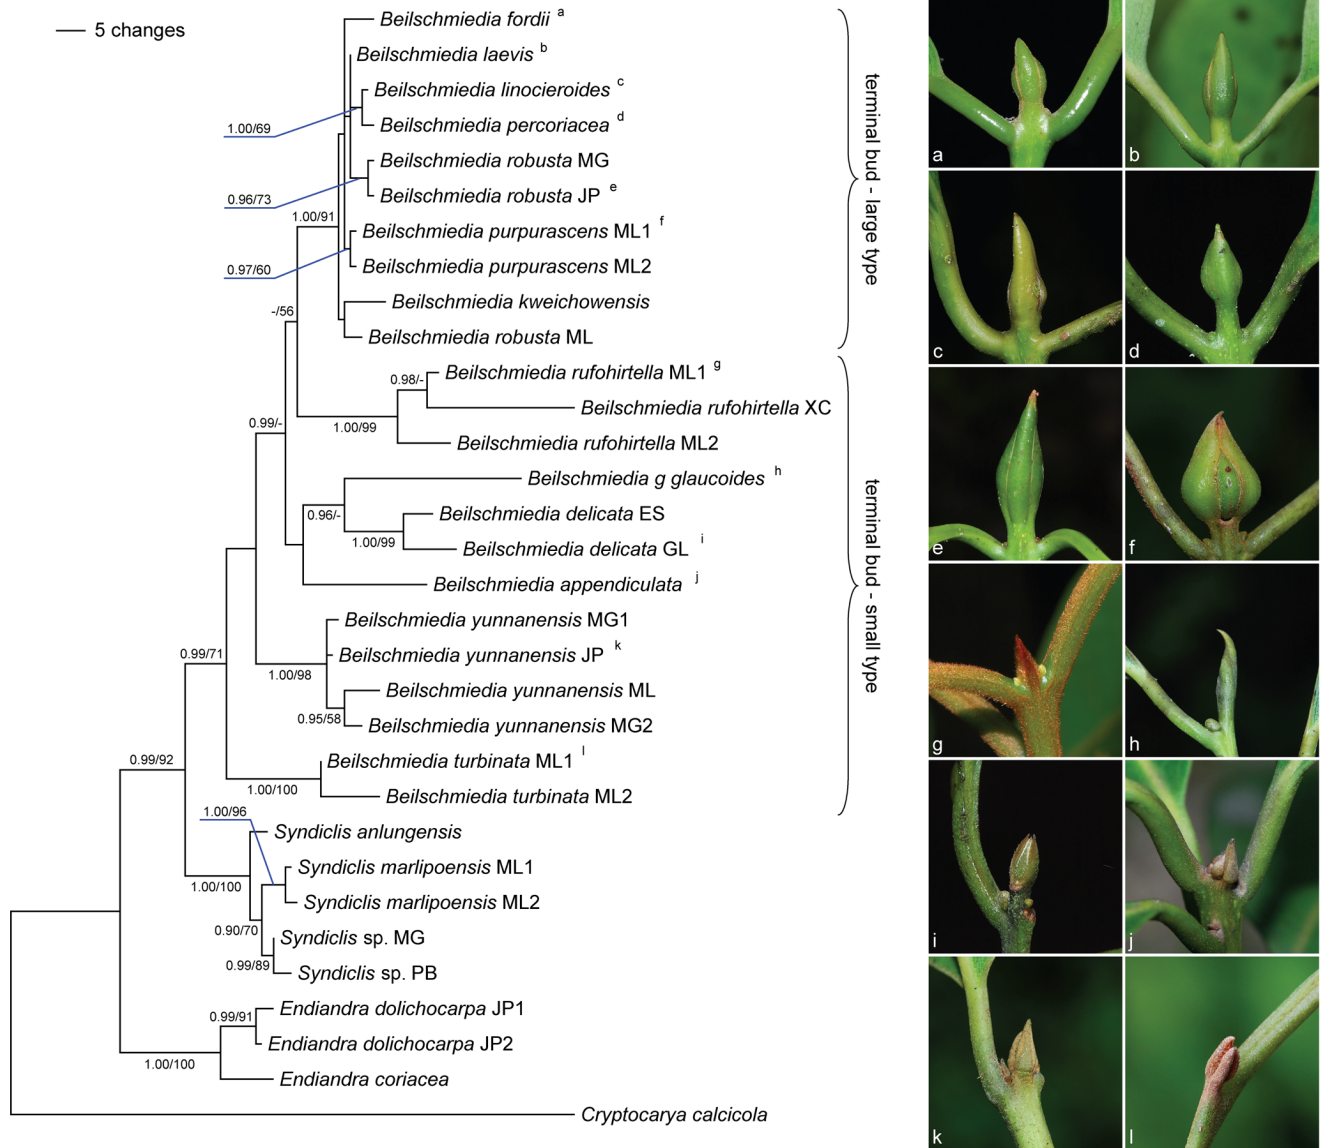 5 changes
Beilschmiedia fordii a
Beilschmiedia laevis b
Beilschmiedia linocieroides c
1.00/69
Beilschmiedia percoriacea d
Beilschmiedia robusta MG
0.96/73
Beilschmiedia robusta JP e
1.00/91
Beilschmiedia purpurascens ML1 f
0.97/60
Beilschmiedia purpurascens ML2
Beilschmiedia kweichowensis
-/56
Beilschmiedia robusta ML
terminal bud - large type
Beilschmiedia rufohirtella ML1 g
0.98/-
Beilschmiedia rufohirtella XC
1.00/99
0.99/-
Beilschmiedia rufohirtella ML2
Beilschmiedia g glaucoides h
0.96/-
Beilschmiedia delicata ES
1.00/99
Beilschmiedia delicata GL i
Beilschmiedia appendiculata j
Beilschmiedia yunnanensis MG1
0.99/71
Beilschmiedia yunnanensis JP k
1.00/98
Beilschmiedia yunnanensis ML
0.95/58
Beilschmiedia yunnanensis MG2
0.99/92
Beilschmiedia turbinata ML1 l
1.00/100
Beilschmiedia turbinata ML2
terminal bud - small type
1.00/96
Syndiclis anlungensis
Syndiclis marlipoensis ML1
1.00/100
Syndiclis marlipoensis ML2
0.90/70
Syndiclis sp. MG
0.99/89
Syndiclis sp. PB
Endiandra dolichocarpa JP1
0.99/91
Endiandra dolichocarpa JP2
1.00/100
Endiandra coriacea
Cryptocarya calcicola
a
b
c
d
e
f
g
h
i
j
k
l